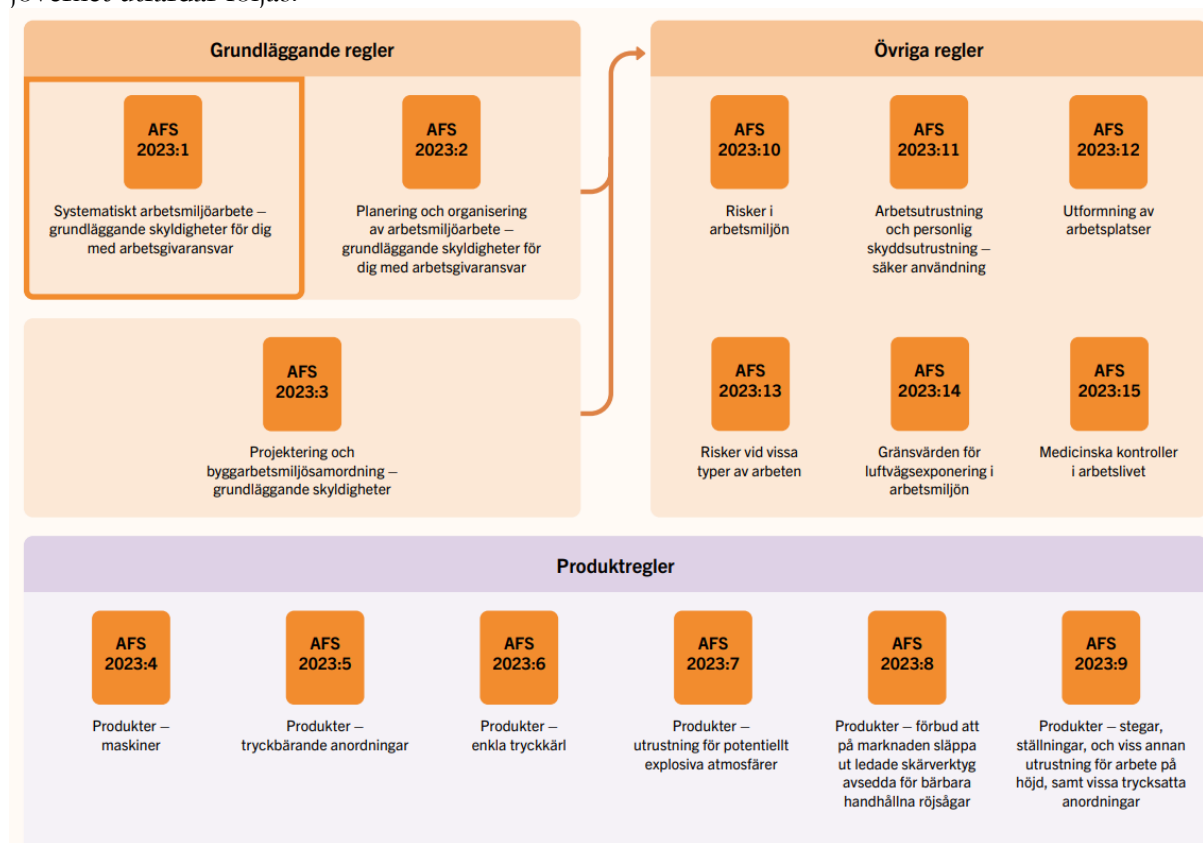 jöverket utfärdar följas.
Grundläggande regler
AFS
2023:1
Systematiskt arbetsmiljöarbete –
grundläggande skyldigheter för dig
med arbetsgivaransvar
AFS
2023:2
Planering och organisering
av arbetsmiljöarbete –
grundläggande skyldigheter för
dig med arbetsgivaransvar
AFS
2023:3
Projektering och
byggarbetsmiljösamordning –
grundläggande skyldigheter
Övriga regler
AFS
2023:10
Risker i
arbetsmiljön
AFS
2023:11
Arbetsutrustning
och personlig
skyddsutrustning –
säker användning
AFS
2023:12
Utformning av
arbetsplatser
AFS
2023:13
Risker vid vissa
typer av arbeten
AFS
2023:14
Gränsvärden för
luftvägsexponering i
arbetsmiljön
AFS
2023:15
Medicinska kontroller
i arbetslivet
Produktregler
AFS
2023:4
Produkter –
maskiner
AFS
2023:5
Produkter –
tryckbärande anordningar
AFS
2023:6
Produkter –
enkla tryckkärl
AFS
2023:7
Produkter –
utrustning för potentiellt
explosiva atmosfärer
AFS
2023:8
Produkter – förbud att
på marknaden släppa
ut ledade skärverktyg
avsedda för bärbara
handhållna röjsågar
AFS
2023:9
Produkter – stegar,
ställningar, och viss annan
utrustning för arbete på
höjd, samt vissa trycksatta
anordningar